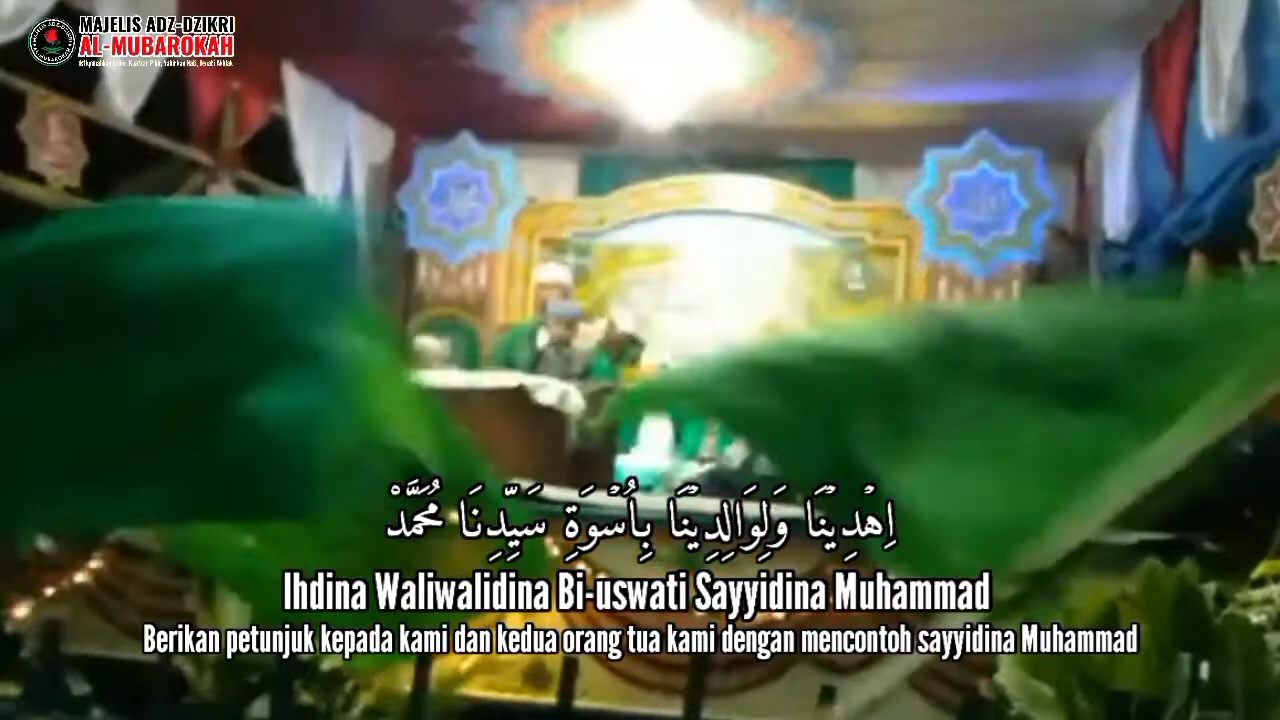 MAJELIS ADZ-DZIKRI
AL-MUBAROKAH
اِهْدِيْنَا وَلِوَالِدِيْنَا بِاُسْوَةِ سَيِّدِنَا مُحَمَّدْ
Ihdina Waliwalidina Bi-uswati Sayyidina Muhammad
Berikan petunjuk kepada kami dan kedua orang tua kami dengan mencontoh sayyidina Muhammad